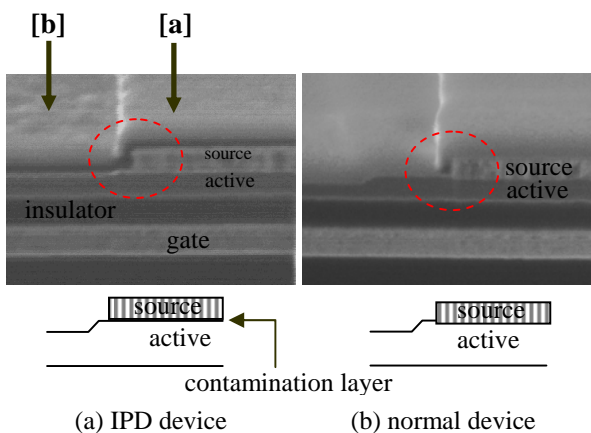 [b] [a]
source
active
insulator
gate
source
active
source
active
contamination layer
source
active
(a) IPD device (b) normal device